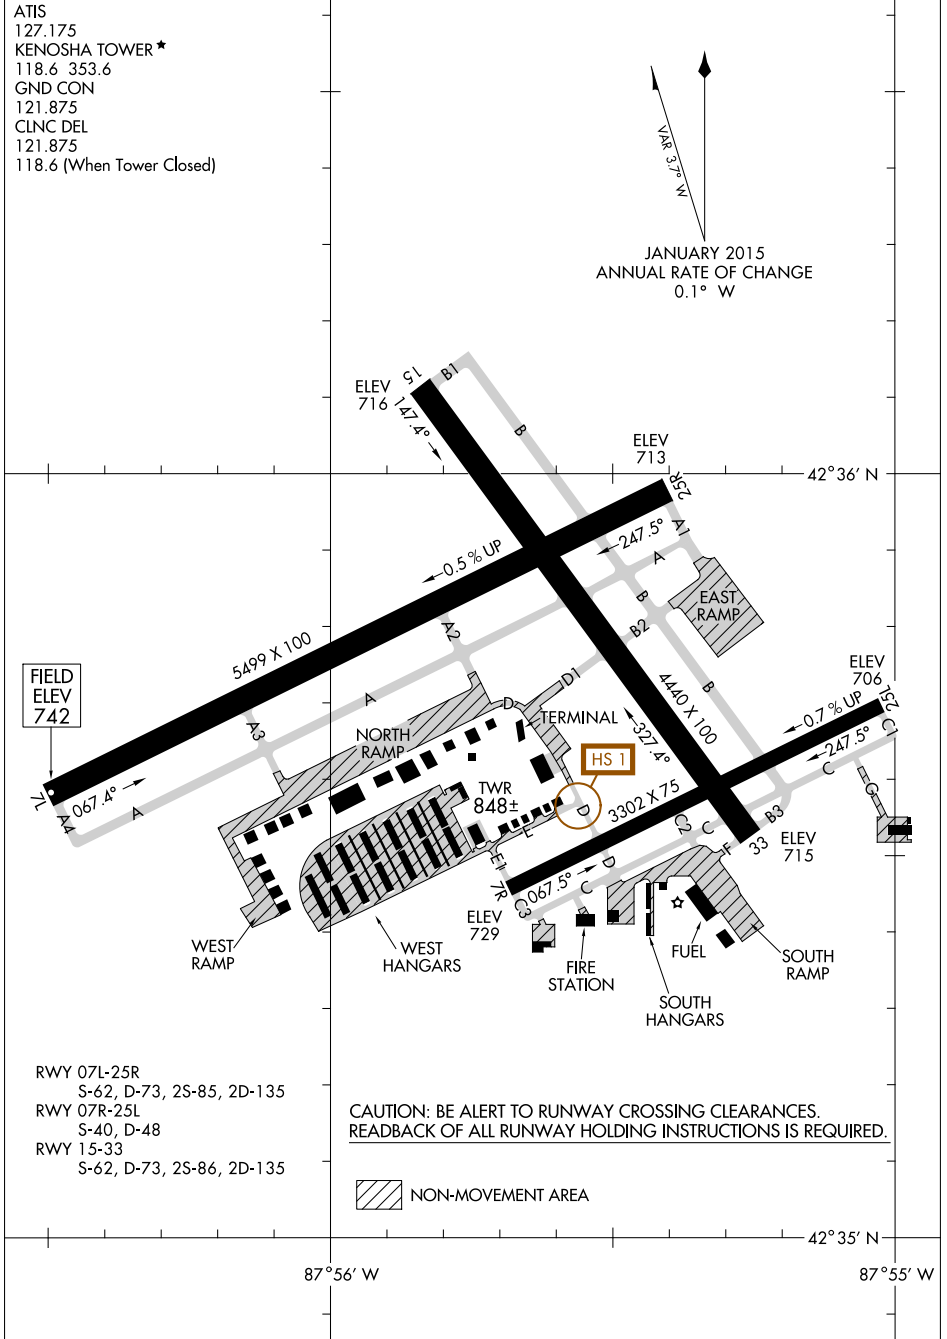 ATIS
127.175
KENOSHA TOWER★
118.6 353.6
GND CON
121.875
CLNC DEL
121.875
118.6 (When Tower Closed)
VAR 3.7° W
JANUARY 2015
ANNUAL RATE OF CHANGE
0.1° W
15
B1
ELEV
716
147.4°
B
ELEV
713
25R
42°36' N
A1
247.5°
A
0.5% UP
EAST
RAMP
B
B2
A2
5499 X 100
FIELD
ELEV
742
ELEV
706
25L
D1
4440 X 100
B
A
D
0.7% UP
TERMINAL
C1
A3
NORTH
RAMP
327.4°
247.5°
HS 1
C
067.4°
7L
A4
A
TWR
848±
3302 X 75
G
D
E
C2
C
B3
F
33
ELEV
715
E1
D
7R
067.5°
C
C3
ELEV
729
WEST
RAMP
WEST
HANGARS
FIRE
STATION
FUEL
SOUTH
RAMP
SOUTH
HANGARS
RWY 07L-25R
S-62, D-73, 2S-85, 2D-135
RWY 07R-25L
S-40, D-48
RWY 15-33
S-62, D-73, 2S-86, 2D-135
CAUTION: BE ALERT TO RUNWAY CROSSING CLEARANCES.
READBACK OF ALL RUNWAY HOLDING INSTRUCTIONS IS REQUIRED.
NON-MOVEMENT AREA
42°35' N
87°56' W
87°55' W